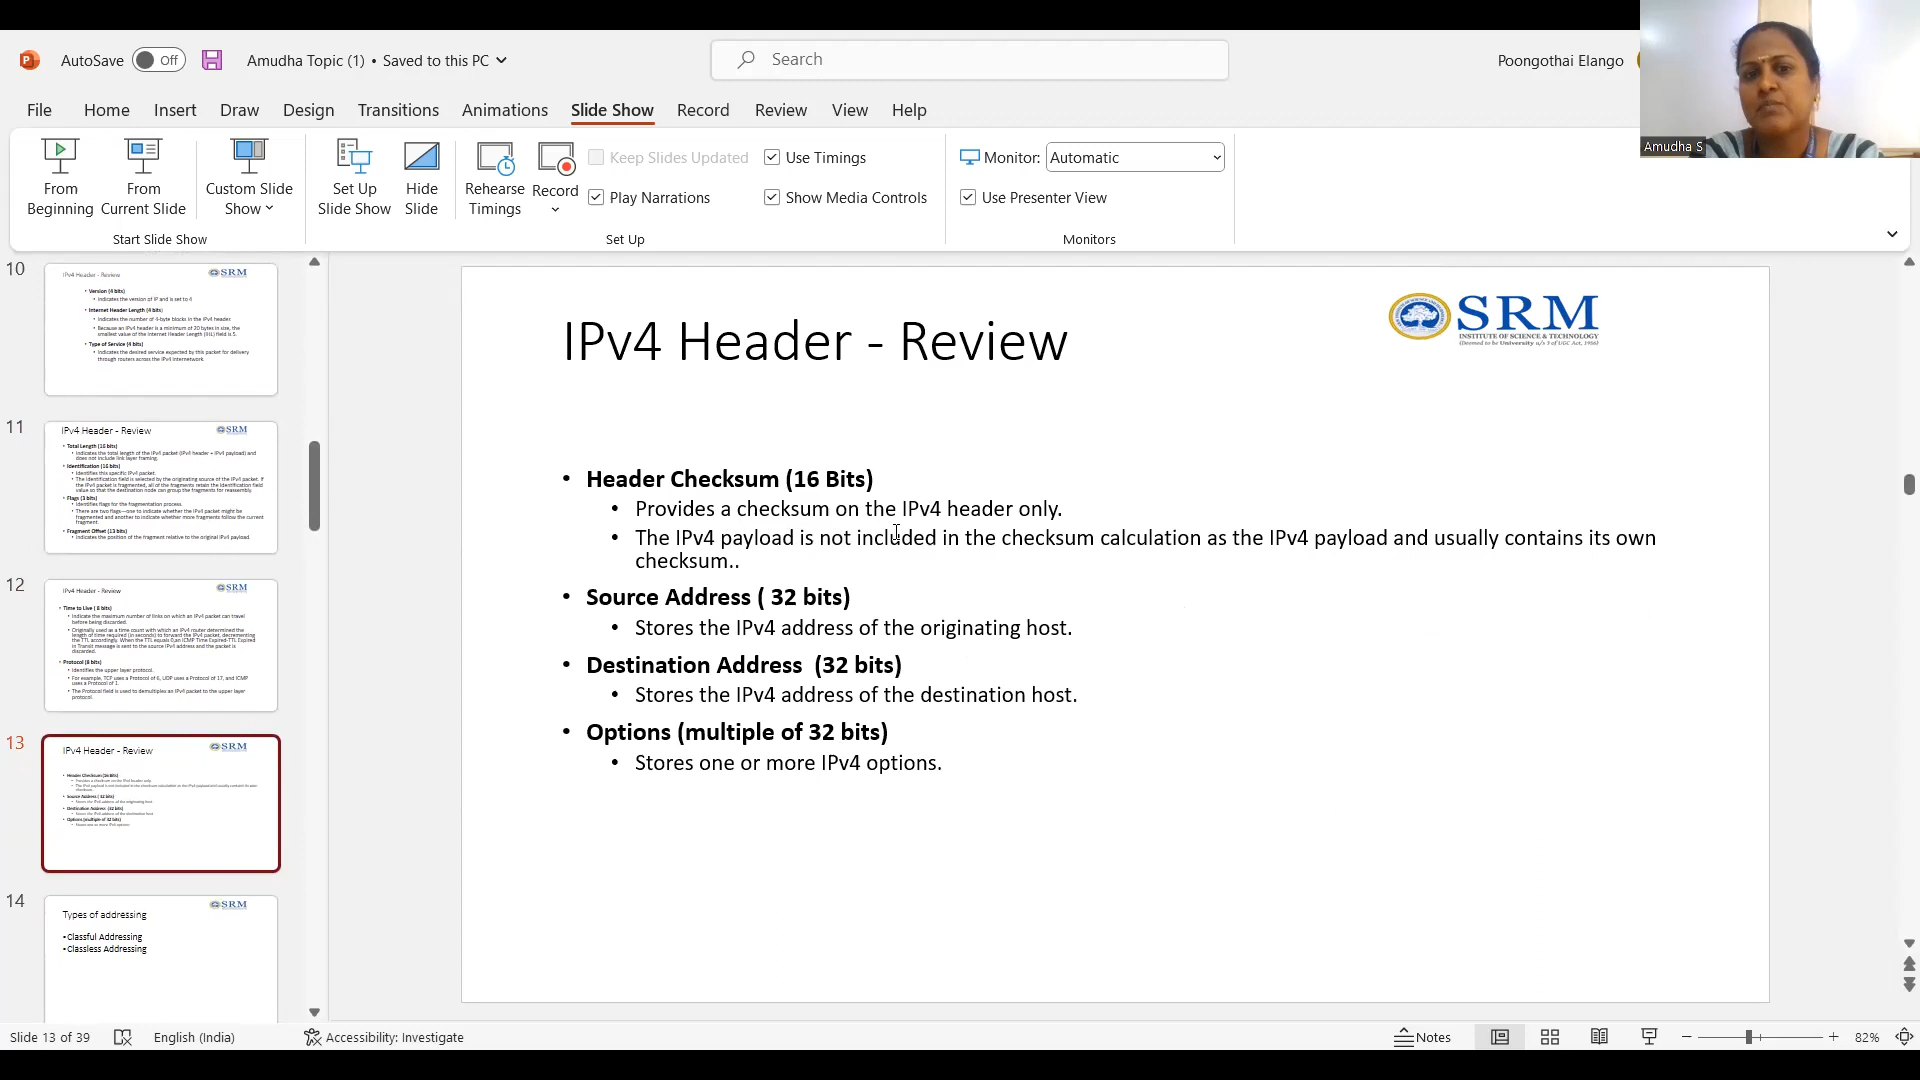 AutoSave Off Amudha Topic (1) • Saved to this PC
Search
Poongothai Elango
File Home Insert Draw Design Transitions Animations Slide Show Record Review View Help
From Beginning
From Current Slide
Custom Slide Show
Start Slide Show
Set Up Slide Show
Hide Slide
Rehearse Timings
Record
Keep Slides Updated
Play Narrations
Use Timings
Show Media Controls
Set Up
Monitor: Automatic
Use Presenter View
Monitors
Amudha S
10
IPv4 Header - Review
SRM
• Version (4 bits)
• Indicates the version of IP and is set to 4
• Internet Header Length (4 bits)
• Indicates the number of 4-byte blocks in the IPv4 header.
• Because an IPv4 header is a minimum of 20 bytes in size, the
smallest value of the Internet Header Length (IHL) field is 5.
• Type of Service (4 bits)
• Indicates the desired service expected by this packet for delivery
through routers across the IPv4 internetwork.
11
IPv4 Header - Review
SRM
• Total Length (16 bits)
• Indicates the total length of the IPv4 packet (IPv4 header + IPv4 payload) and
does not include link layer framing.
• Identification (16 bits)
• Identifies this specific IPv4 packet.
• The Identification field is selected by the originating source of the IPv4 packet. If
the IPv4 packet is fragmented, all of the fragments retain the Identification field
value so that the destination node can group the fragments for reassembly.
• Flags (3 bits)
• Identifies flags for the fragmentation process.
• There are two flags—one to indicate whether the IPv4 packet might be
fragmented and another to indicate whether more fragments follow the current
fragment.
• Fragment Offset (13 bits)
• Indicates the position of the fragment relative to the original IPv4 payload.
12
IPv4 Header - Review
SRM
• Time to Live ( 8 bits)
• Indicate the maximum number of links on which an IPv4 packet can travel
before being discarded.
• Originally used as a time count with which an IPv4 router determined the
length of time required (in seconds) to forward the IPv4 packet, decrementing
the TTL accordingly. When the TTL equals 0,an ICMP Time Expired-TTL Expired
in Transit message is sent to the source IPv4 address and the packet is
discarded.
• Protocol (8 bits)
• Identifies the upper layer protocol.
• For example, TCP uses a Protocol of 6, UDP uses a Protocol of 17, and ICMP
uses a Protocol of 1.
• The Protocol field is used to demultiplex an IPv4 packet to the upper layer
protocol.
13
IPv4 Header - Review
SRM
• Header Checksum (16 Bits)
• Provides a checksum on the IPv4 header only.
• The IPv4 payload is not included in the checksum calculation as the IPv4 payload and usually contains its own
checksum..
• Source Address ( 32 bits)
• Stores the IPv4 address of the originating host.
• Destination Address (32 bits)
• Stores the IPv4 address of the destination host.
• Options (multiple of 32 bits)
• Stores one or more IPv4 options.
14
Types of addressing
SRM
•Classful Addressing
•Classless Addressing
IPv4 Header - Review
SRM
INSTITUTE OF SCIENCE & TECHNOLOGY
(Deemed to be University u/s 3 of UGC Act, 1956)
• Header Checksum (16 Bits)
• Provides a checksum on the IPv4 header only.
• The IPv4 payload is not included in the checksum calculation as the IPv4 payload and usually contains its own
checksum..
• Source Address ( 32 bits)
• Stores the IPv4 address of the originating host.
• Destination Address (32 bits)
• Stores the IPv4 address of the destination host.
• Options (multiple of 32 bits)
• Stores one or more IPv4 options.
Slide 13 of 39 English (India) Accessibility: Investigate Notes 82%